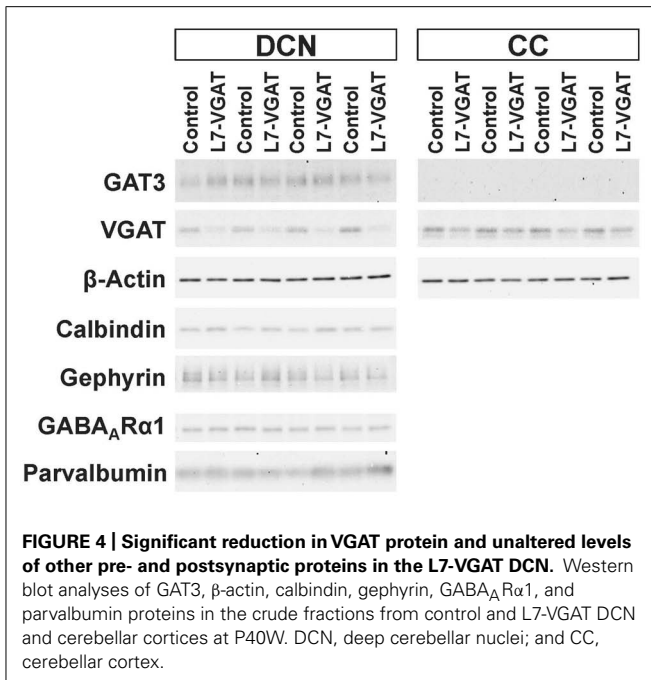 DCN CC
Control L7-VGAT Control L7-VGAT Control L7-VGAT Control L7-VGAT Control L7-VGAT Control L7-VGAT Control L7-VGAT Control L7-VGAT
GAT3
VGAT
β-Actin
Calbindin
Gephyrin
GABAARα1
Parvalbumin
FIGURE 4 | Significant reduction in VGAT protein and unaltered levels
of other pre- and postsynaptic proteins in the L7-VGAT DCN. Western
blot analyses of GAT3, β-actin, calbindin, gephyrin, GABAARα1, and
parvalbumin proteins in the crude fractions from control and L7-VGAT DCN
and cerebellar cortices at P40W. DCN, deep cerebellar nuclei; and CC,
cerebellar cortex.